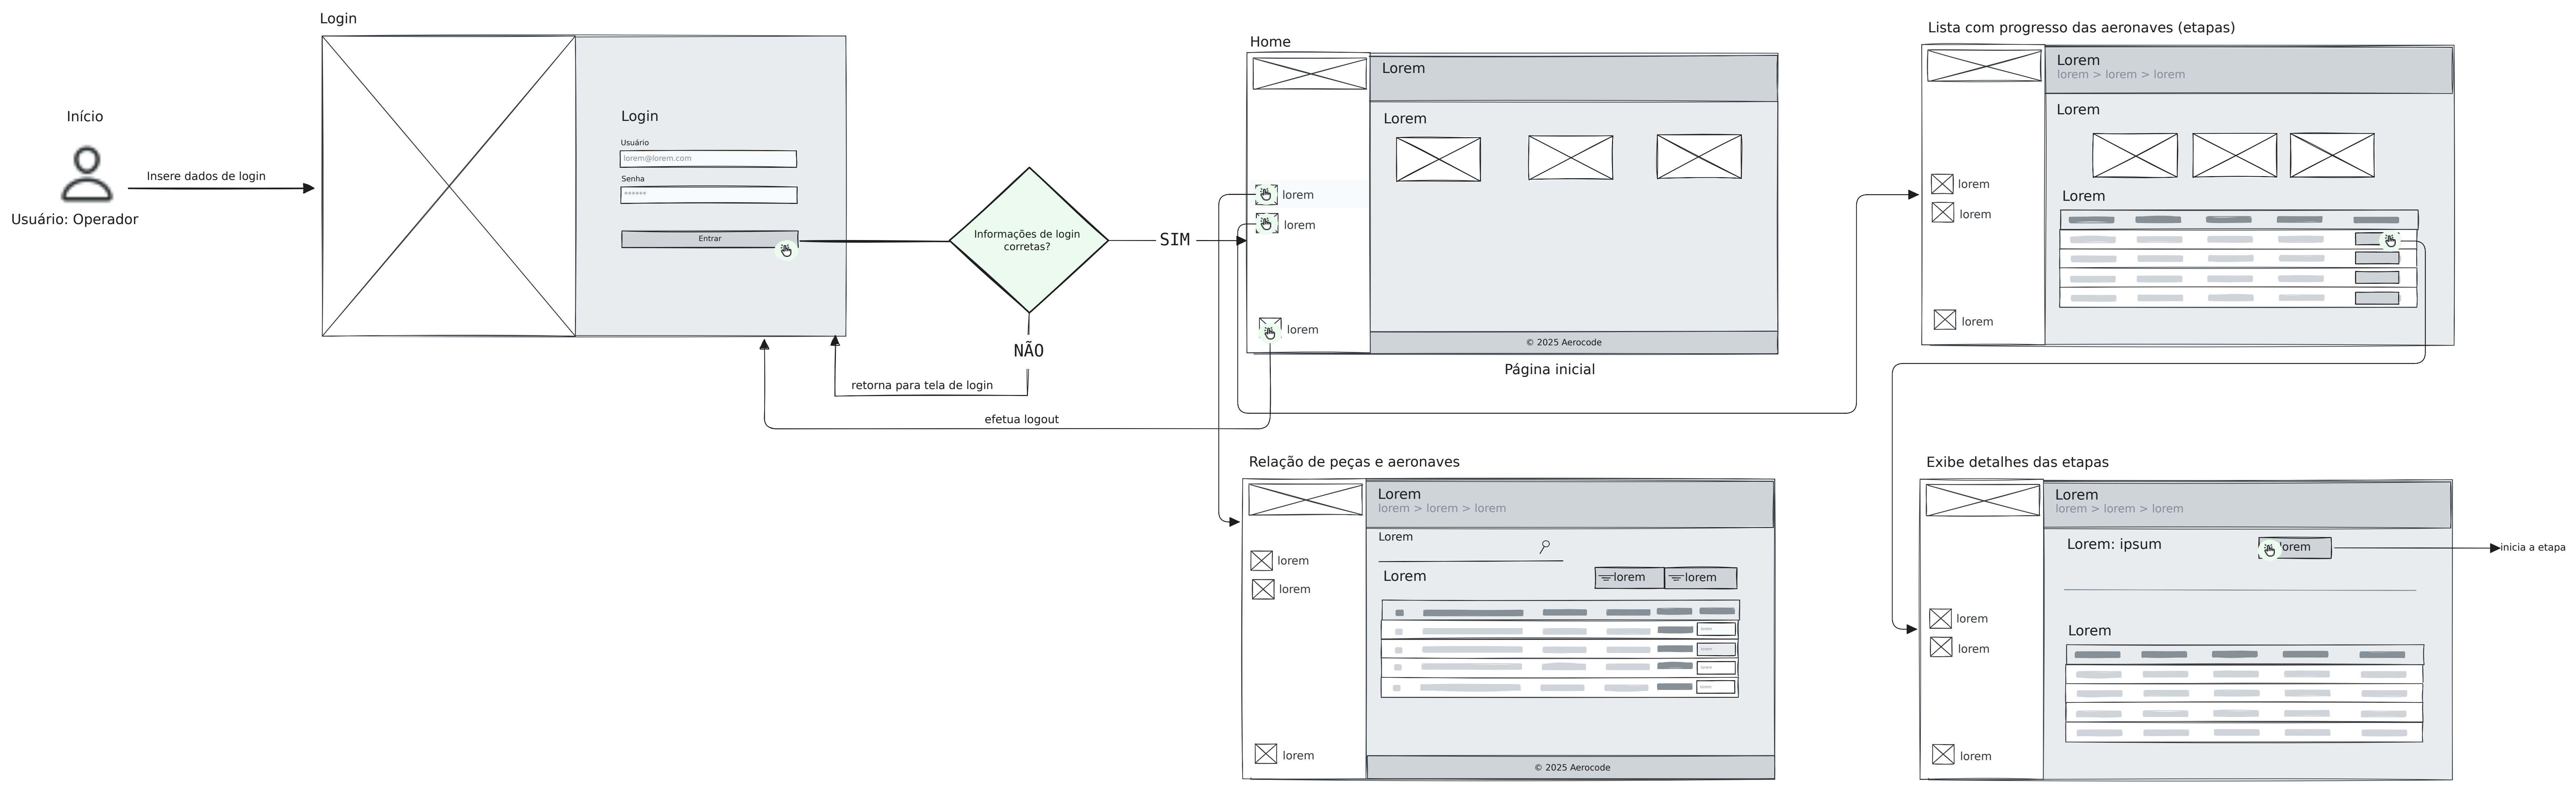 Início
Usuário: Operador
Insere dados de login
Login
Login
Usuário
lorem@lorem.com
Senha
******
Entrar
Informações de login
corretas?
SIM
NÃO
retorna para tela de login
efetua logout
Home
Lorem
Lorem
lorem
lorem
lorem
© 2025 Aerocode
Página inicial
Lista com progresso das aeronaves (etapas)
Lorem
lorem > lorem > lorem
Lorem
lorem
lorem
Lorem
lorem
Relação de peças e aeronaves
Lorem
lorem > lorem > lorem
Lorem
Lorem
lorem
lorem
lorem
lorem
lorem
lorem
lorem
lorem
lorem
© 2025 Aerocode
Exibe detalhes das etapas
Lorem
lorem > lorem > lorem
Lorem: ipsum
lorem
inicia a etapa
lorem
Lorem
lorem
lorem